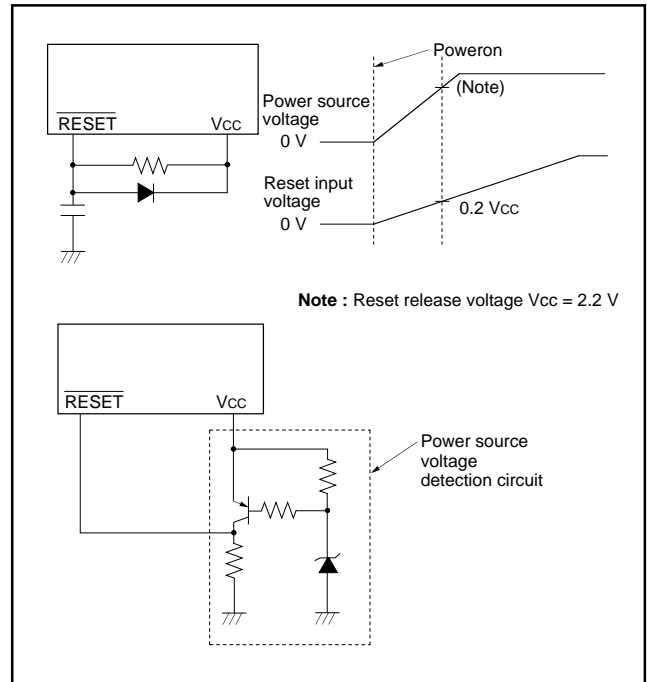 Poweron
(Note)
Power source
voltage
0 V
RESET
VCC
Reset input
voltage
0 V
0.2 VCC
Note : Reset release voltage Vcc = 2.2 V
RESET
VCC
Power source
voltage
detection circuit